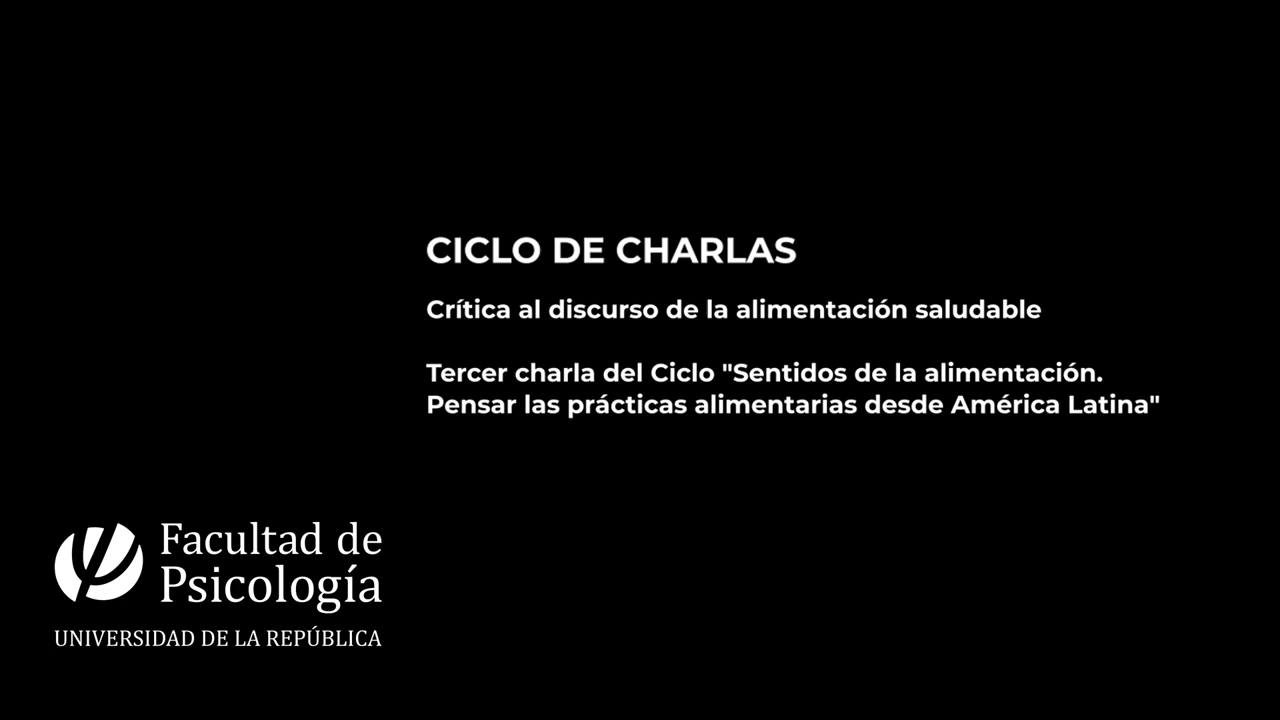 CICLO DE CHARLAS
Crítica al discurso de la alimentación saludable
Tercer charla del Ciclo "Sentidos de la alimentación.
Pensar las prácticas alimentarias desde América Latina"
Facultad de
Psicología
UNIVERSIDAD DE LA REPÚBLICA